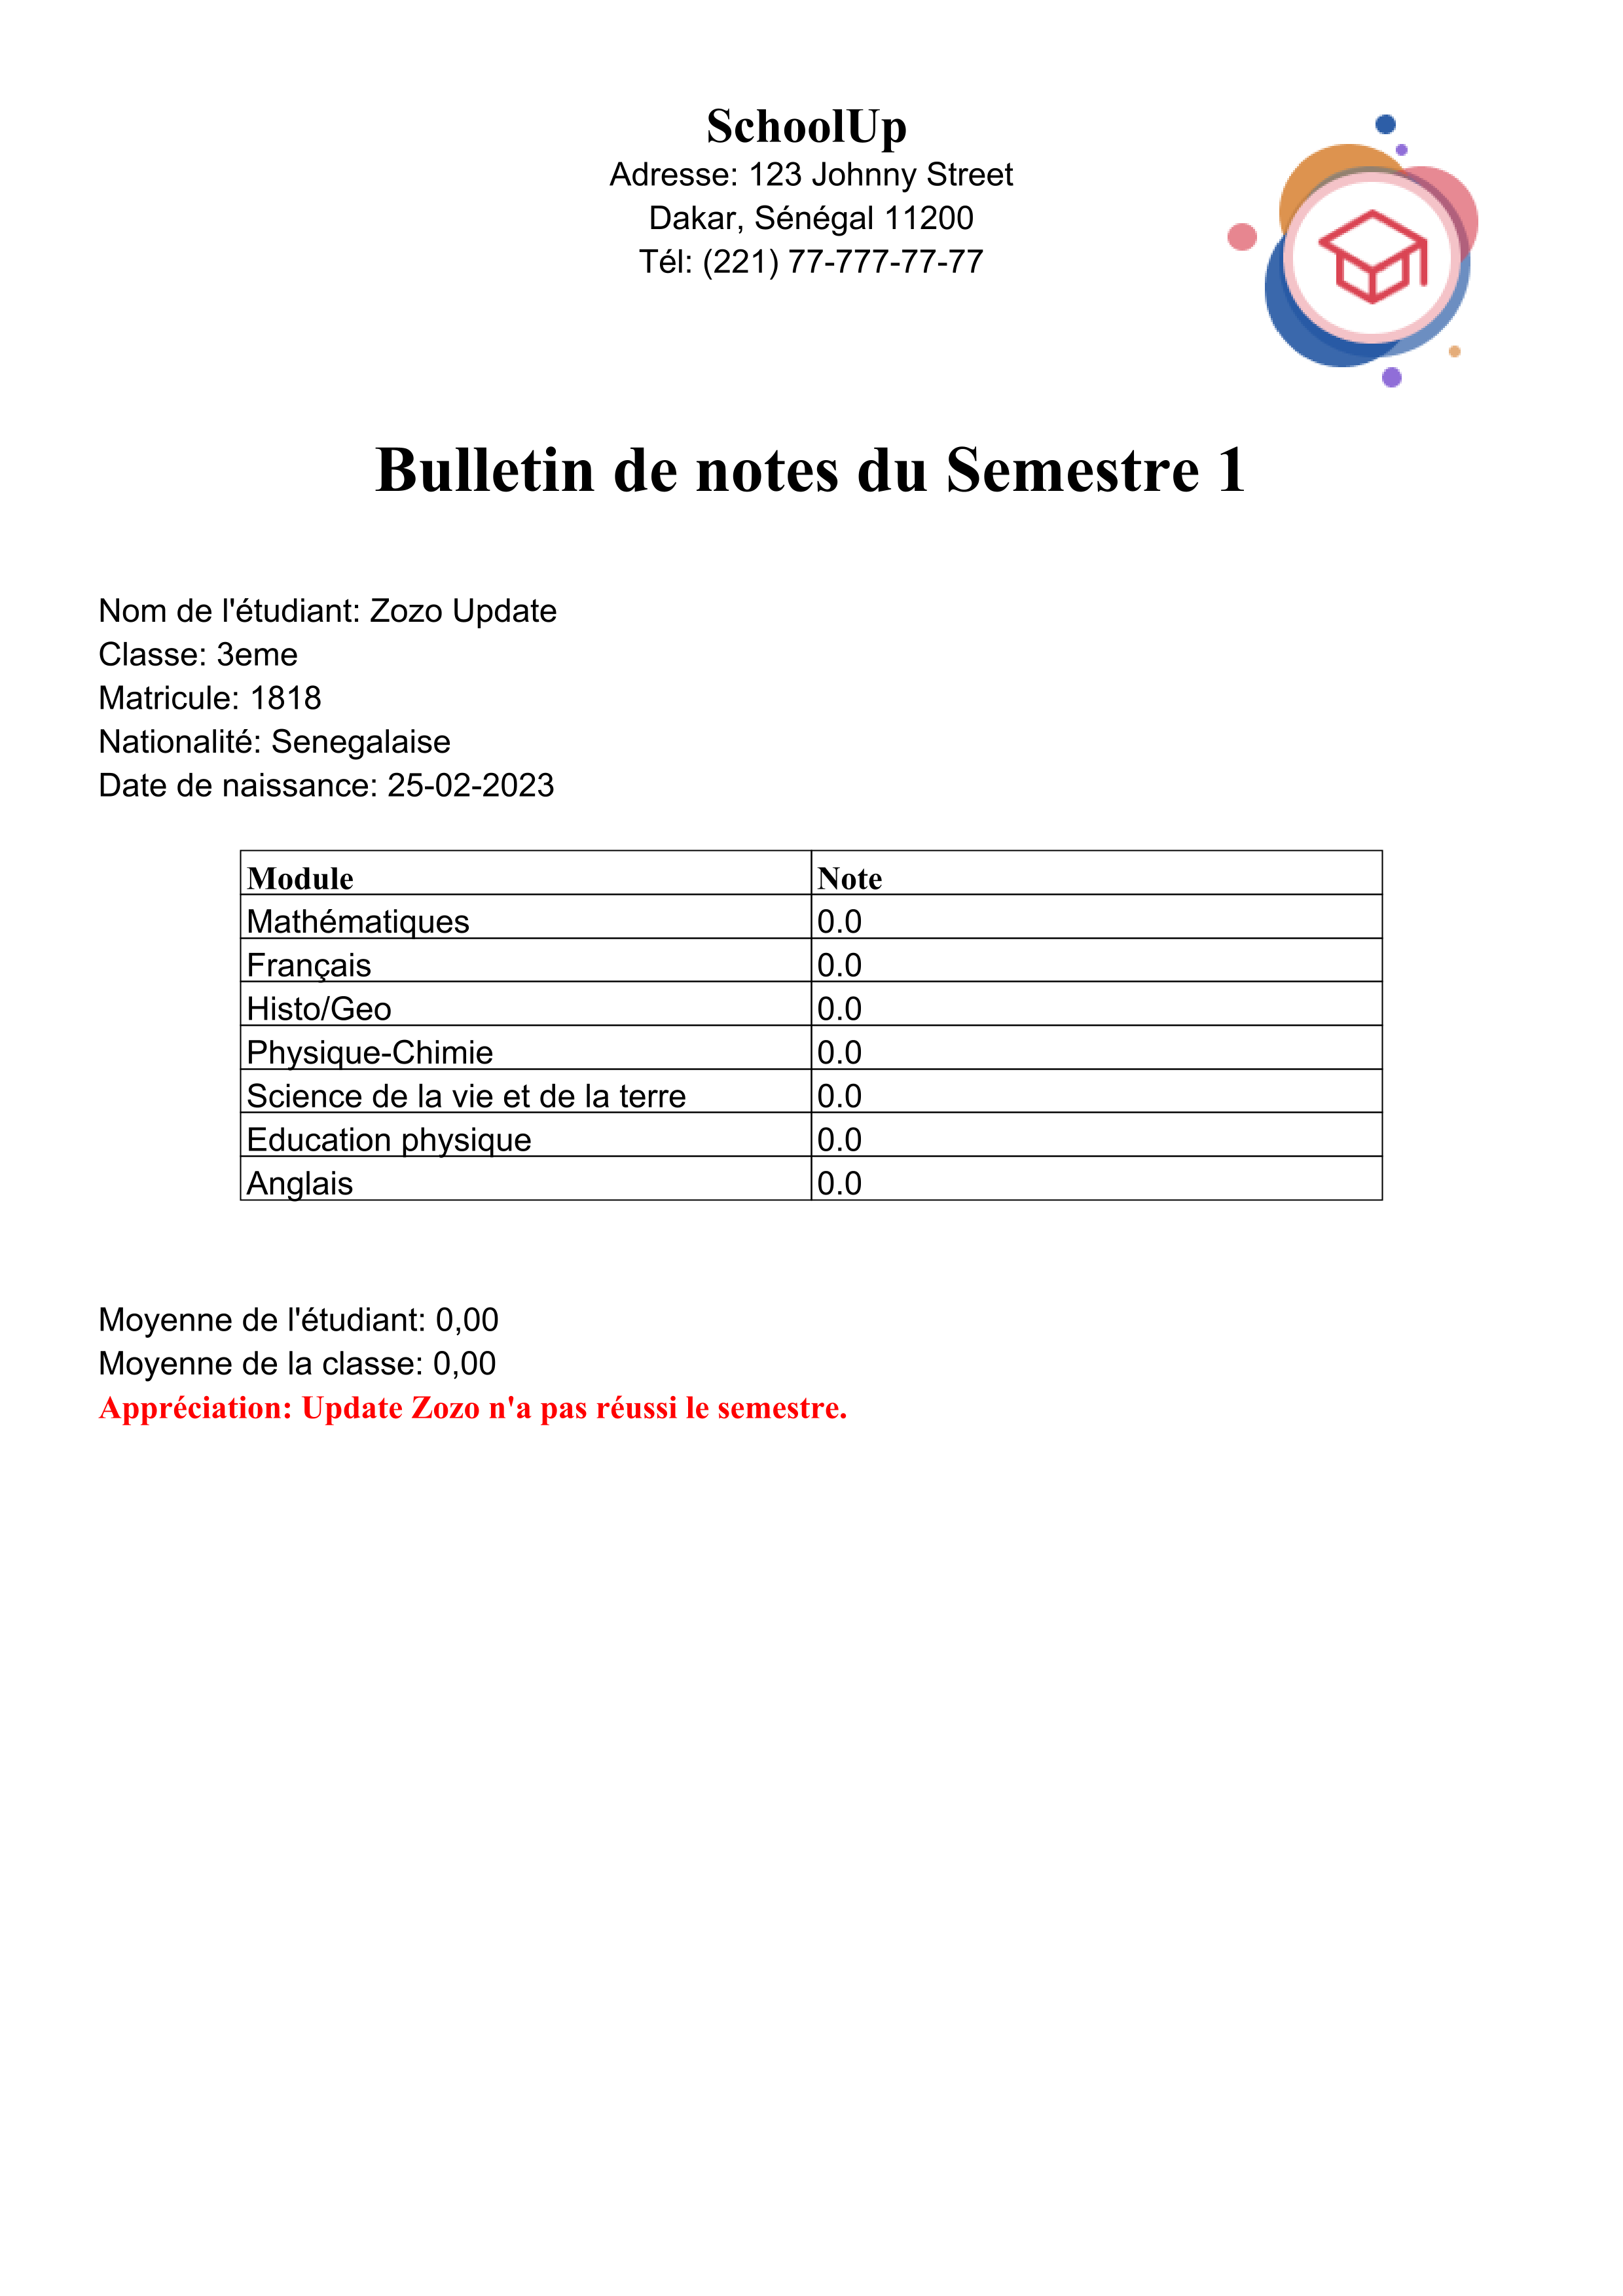 SchoolUp
Adresse: 123 Johnny Street
Dakar, Sénégal 11200
Tél: (221) 77-777-77-77
Bulletin de notes du Semestre 1
Nom de l'étudiant: Zozo Update
Classe: 3eme
Matricule: 1818
Nationalité: Senegalaise
Date de naissance: 25-02-2023
Module Note
Mathématiques 0.0
Français 0.0
Histo/Geo 0.0
Physique-Chimie 0.0
Science de la vie et de la terre 0.0
Education physique 0.0
Anglais 0.0
Moyenne de l'étudiant: 0,00
Moyenne de la classe: 0,00
Appréciation: Update Zozo n'a pas réussi le semestre.